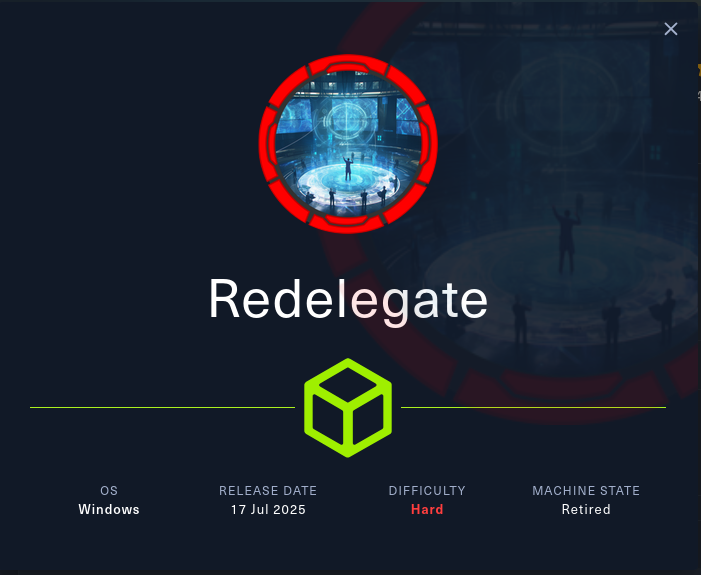 Redelegate
OS
Windows
RELEASE DATE
17 Jul 2025
DIFFICULTY
Hard
MACHINE STATE
Retired